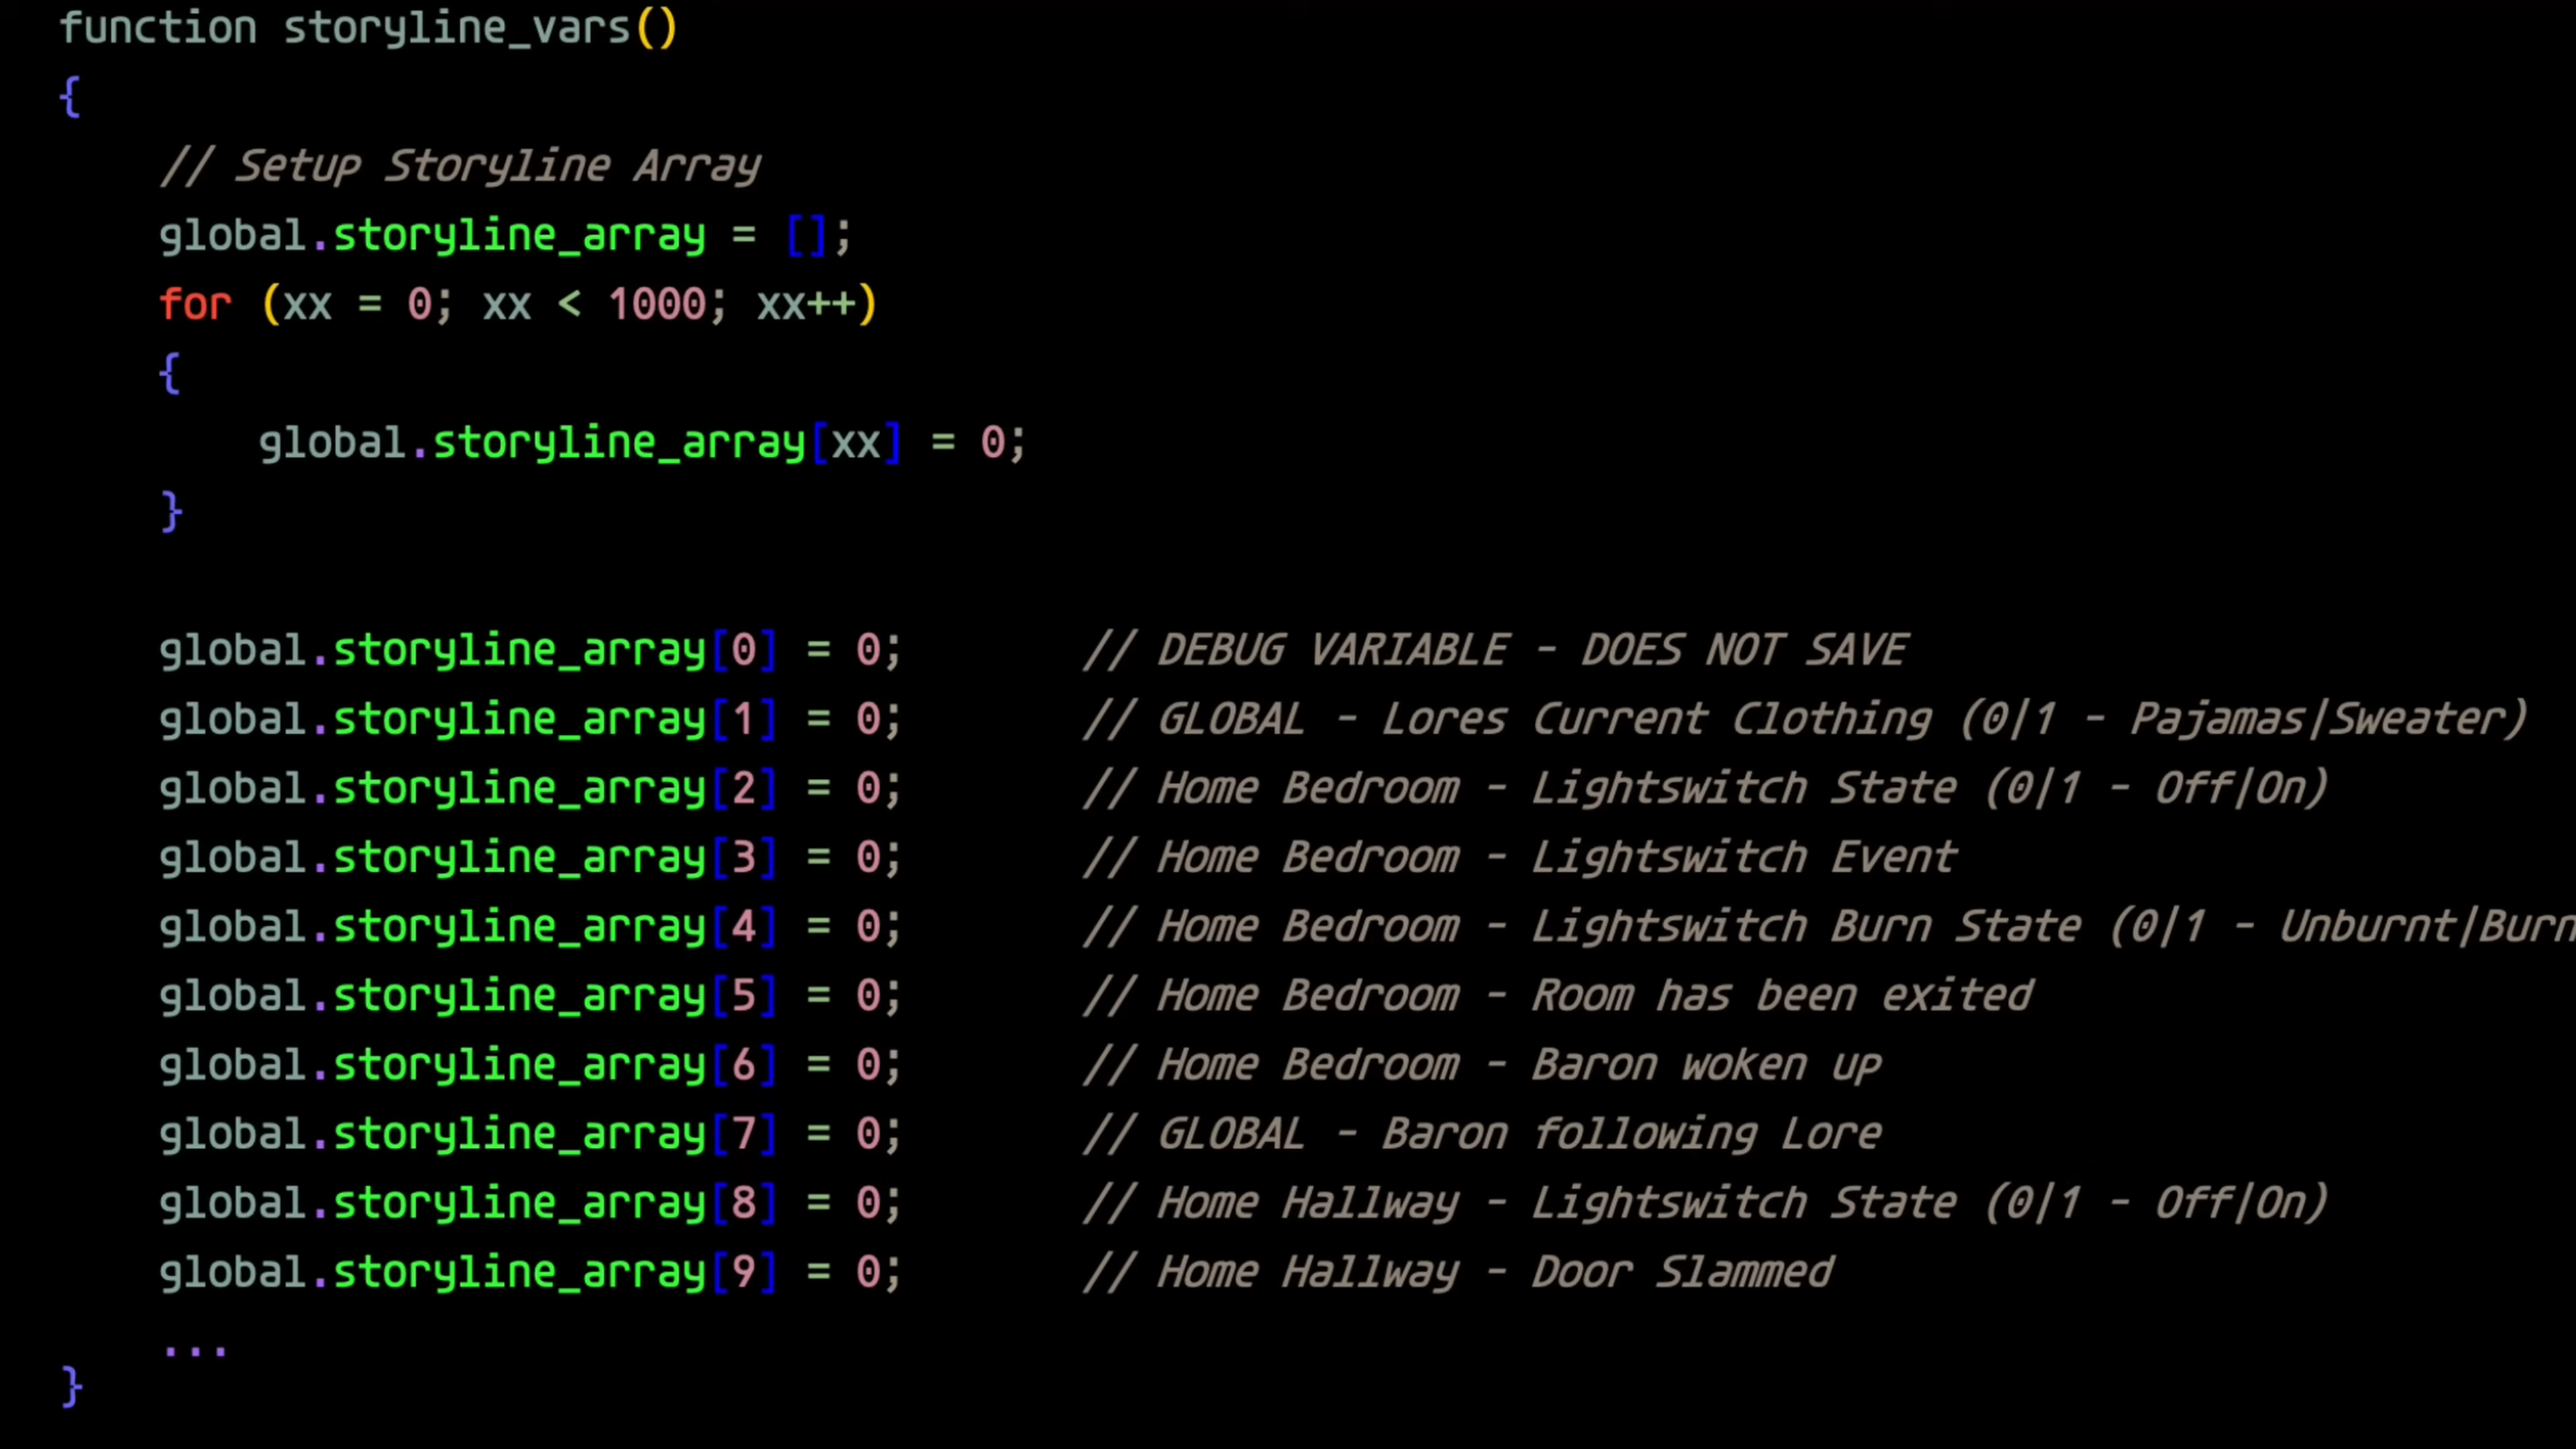 function storyline_vars()
{
// Setup Storyline Array
global.storyline_array = [];
for (xx = 0; xx < 1000; xx++)
{
global.storyline_array[xx] = 0;
}
global.storyline_array[0] = 0; // DEBUG VARIABLE - DOES NOT SAVE
global.storyline_array[1] = 0; // GLOBAL - Lores Current Clothing (0|1 - Pajamas|Sweater)
global.storyline_array[2] = 0; // Home Bedroom - Lightswitch State (0|1 - Off|On)
global.storyline_array[3] = 0; // Home Bedroom - Lightswitch Event
global.storyline_array[4] = 0; // Home Bedroom - Lightswitch Burn State (0|1 - Unburnt|Burn
global.storyline_array[5] = 0; // Home Bedroom - Room has been exited
global.storyline_array[6] = 0; // Home Bedroom - Baron woken up
global.storyline_array[7] = 0; // GLOBAL - Baron following Lore
global.storyline_array[8] = 0; // Home Hallway - Lightswitch State (0|1 - Off|On)
global.storyline_array[9] = 0; // Home Hallway - Door Slammed
...
}